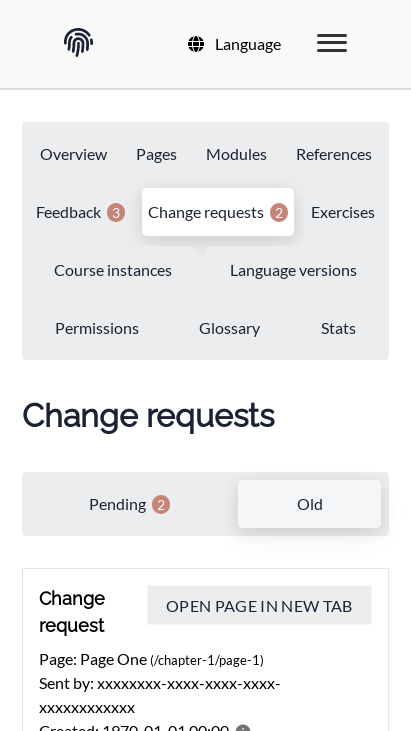 Language
Overview Pages Modules References
Feedback 3 Change requests 2 Exercises
Course instances Language versions
Permissions Glossary Stats
Change requests
Pending 2 Old
Change request OPEN PAGE IN NEW TAB
Page: Page One (/chapter-1/page-1)
Sent by: xxxxxxxx-xxxx-xxxx-xxxx-
xxxxxxxxxxxx
Created: 1970-01-01 00:00